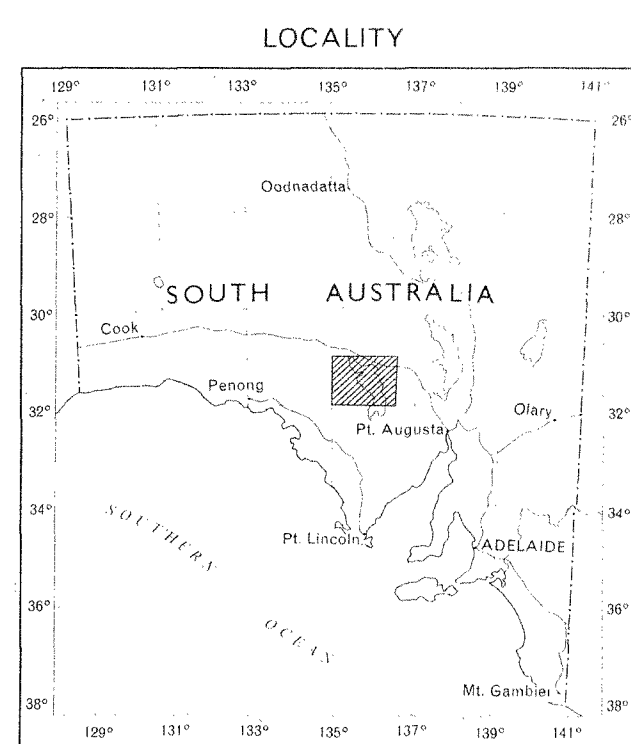 LOCALITY
129° 131° 133° 135° 137° 139° 141°
26° 26°
Oodnadatta
28° 28°
SOUTH AUSTRALIA
30° 30°
Cook
Penong
32° 32°
Olary
Pt. Augusta
34° 34°
SOUTHERN
Pt. Lincoln
ADELAIDE
36° 36°
OCEAN
Mt. Gambier
38° 38°
129° 131° 133° 135° 137° 139° 141°